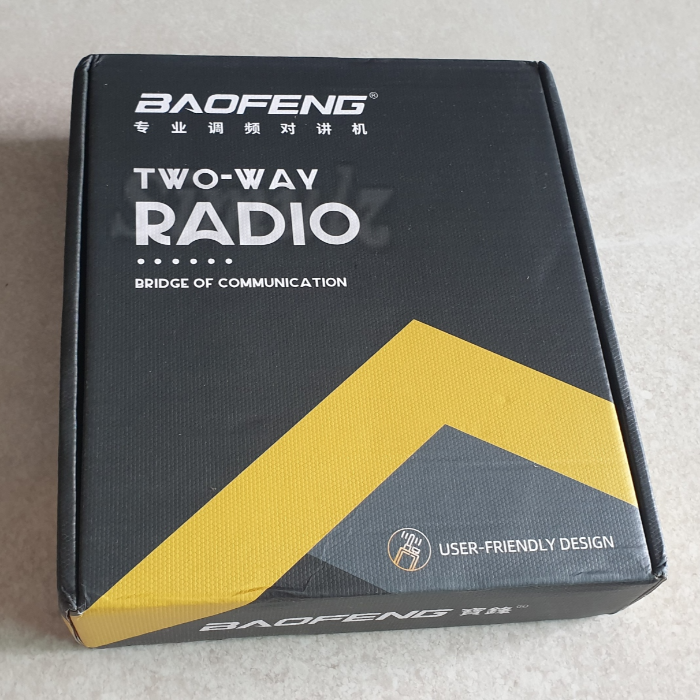 BAOFENG®
专业调频对讲机
TWO-WAY
RADIO
BRIDGE OF COMMUNICATION
USER-FRIENDLY DESIGN
BAOFENG 宝锋